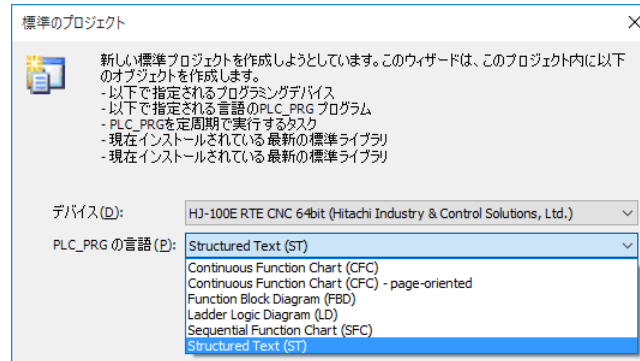 標準のプロジェクト
新しい標準プロジェクトを作成しようとしています。このウィザードは、このプロジェクト内に以下
のオブジェクトを作成します。
- 以下で指定されるプログラミングデバイス
- 以下で指定される言語のPLC_PRG プログラム
- PLC_PRGを定周期で実行するタスク
- 現在インストールされている最新の標準ライブラリ
- 現在インストールされている最新の標準ライブラリ
デバイス(D): HJ-100E RTE CNC 64bit (Hitachi Industry & Control Solutions, Ltd.)
PLC_PRG の言語(P): Structured Text (ST)
Continuous Function Chart (CFC)
Continuous Function Chart (CFC) - page-oriented
Function Block Diagram (FBD)
Ladder Logic Diagram (LD)
Sequential Function Chart (SFC)
Structured Text (ST)